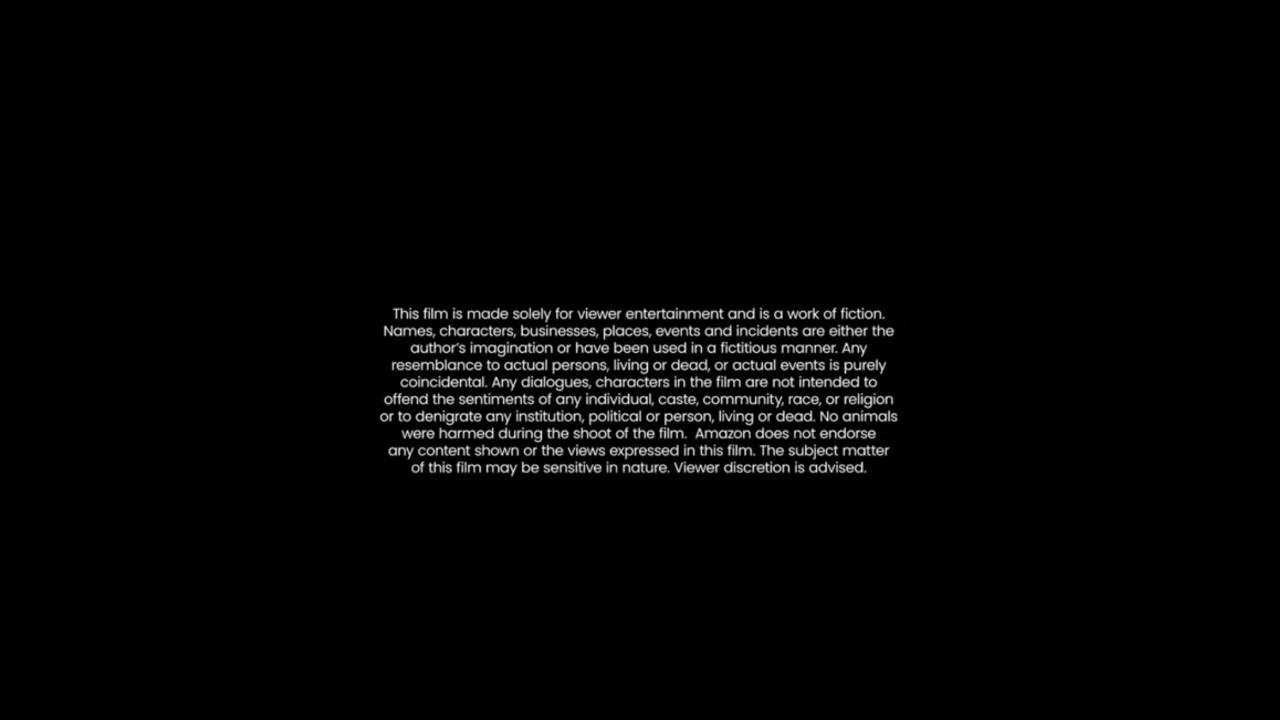 This film is made solely for viewer entertainment and is a work of fiction.
Names, characters, businesses, places, events and incidents are either the
author's imagination or have been used in a fictitious manner. Any
resemblance to actual persons, living or dead, or actual events is purely
coincidental. Any dialogues, characters in the film are not intended to
offend the sentiments of any individual, caste, community, race, or religion
or to denigrate any institution, political or person, living or dead. No animals
were harmed during the shoot of the film.  Amazon does not endorse
any content shown or the views expressed in this film. The subject matter
of this film may be sensitive in nature. Viewer discretion is advised.